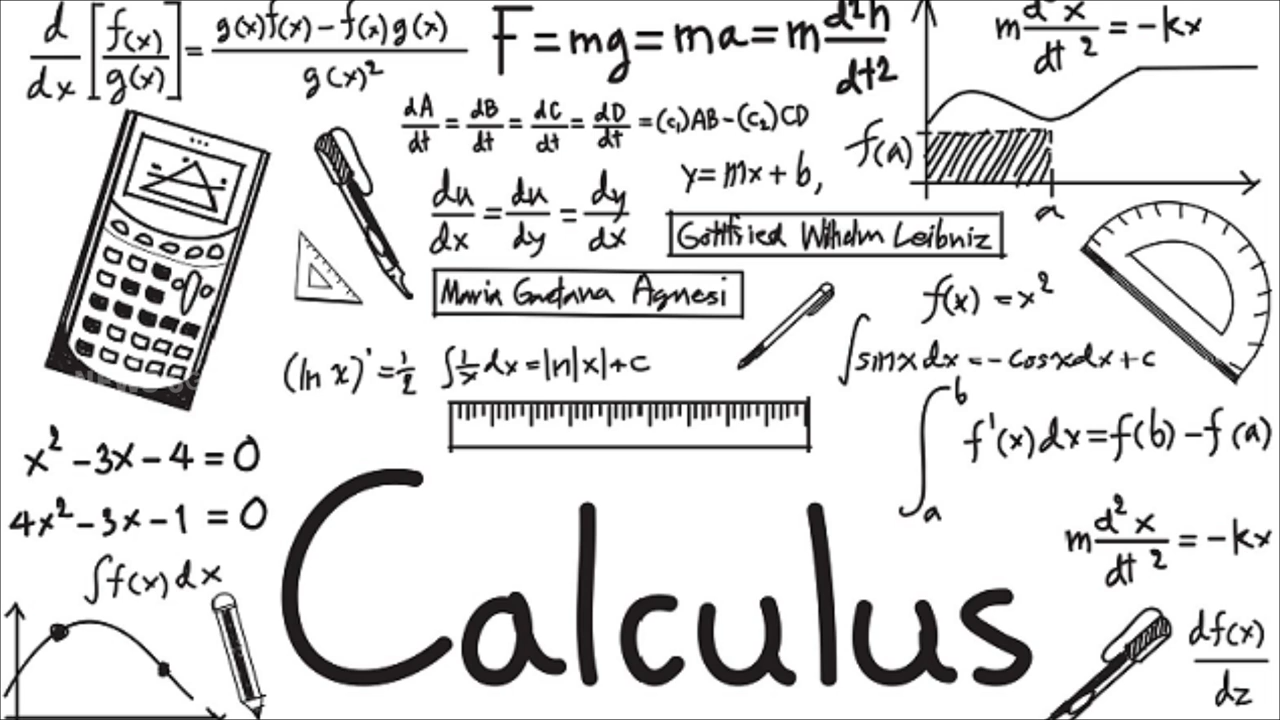 d/dx [f(x)/g(x)] = g(x)f(x) - f(x)g(x) / g(x)²
F = mg = ma = m d²h/dt2
m d²x/dt 2 = -kx
dA/dt = dB/dt = dC/dt = dD/dt = (c₁)AB-(c₂)CD
f(a)
a
y= mx + b,
du/dx = du/dy = dy/dx
Gottfried Wilhelm Leibniz
Maria Gaetana Agnesi
f(x) = x²
(ln x)' = 1/2
∫ 1/x dx = ln|x|+c
∫sinx dx = - cosxdx + c
∫ₐᵇ f'(x) dx = f(b) - f(a)
x² - 3x - 4 = 0
4x² - 3x - 1 = 0
m d²x/dt 2 = -kx
∫f(x) dx
Calculus
df(x)/dz